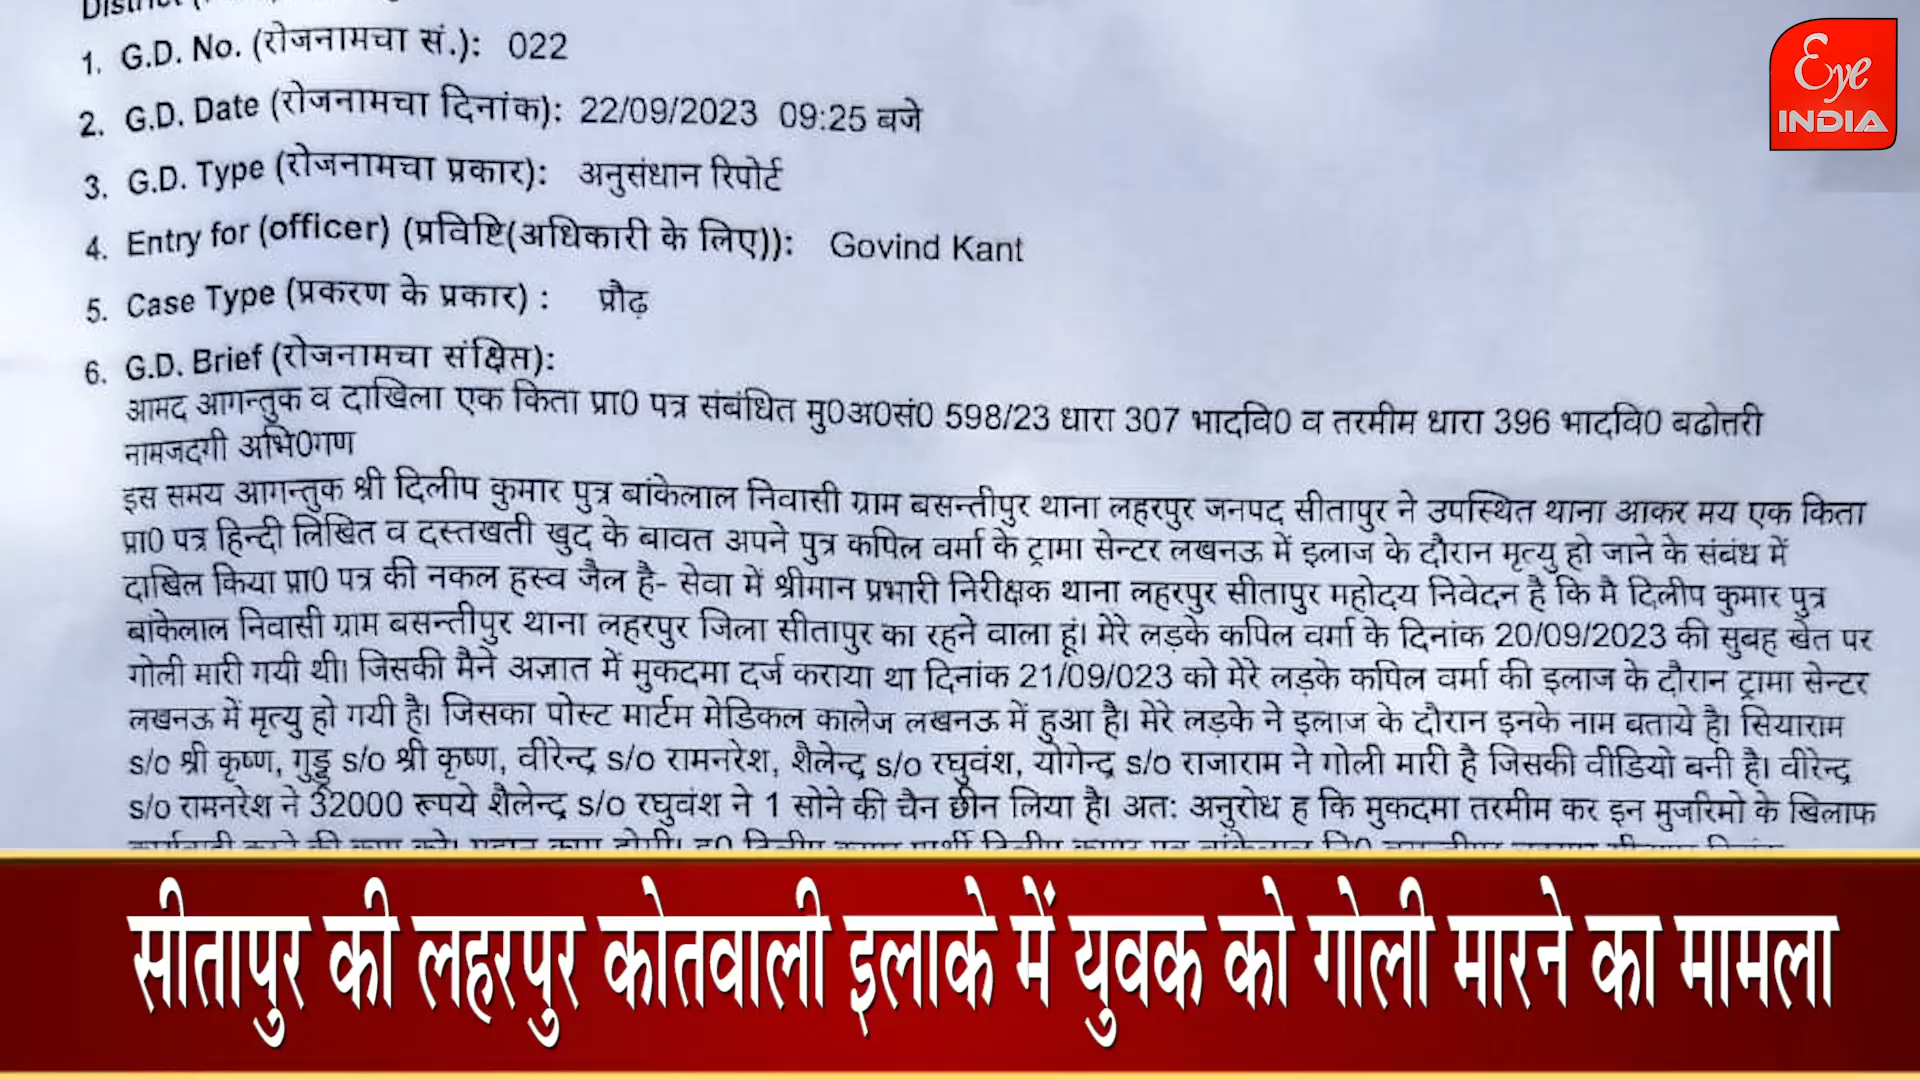 1. G.D. No. (रोजनामचा सं.): 022
2. G.D. Date (रोजनामचा दिनांक): 22/09/2023 09:25 बजे
3. G.D. Type (रोजनामचा प्रकार): अनुसंधान रिपोर्ट
4. Entry for (officer) (प्रविष्टि(अधिकारी के लिए)): Govind Kant
5. Case Type (प्रकरण के प्रकार) : प्रौढ़
6. G.D. Brief (रोजनामचा संक्षिप्त):
आमद आगन्तुक व दाखिला एक किता प्रा0 पत्र संबंधित मु0अ0सं0 598/23 धारा 307 भादवि0 व तरमीम धारा 396 भादवि0 बढोत्तरी
नामजदगी अभि0गण
इस समय आगन्तुक श्री दिलीप कुमार पुत्र बांकेलाल निवासी ग्राम बसन्तीपुर थाना लहरपुर जनपद सीतापुर ने उपस्थित थाना आकर मय एक किता
प्रा0 पत्र हिन्दी लिखित व दस्तखती खुद के बावत अपने पुत्र कपिल वर्मा के ट्रामा सेन्टर लखनऊ में इलाज के दौरान मृत्यु हो जाने के संबंध में
दाखिल किया प्रा0 पत्र की नकल हस्व जैल है- सेवा में श्रीमान प्रभारी निरीक्षक थाना लहरपुर सीतापुर महोदय निवेदन है कि मै दिलीप कुमार पुत्र
बांकेलाल निवासी ग्राम बसन्तीपुर थाना लहरपुर जिला सीतापुर का रहने वाला हूं। मेरे लड़के कपिल वर्मा के दिनांक 20/09/2023 की सुबह खेत पर
गोली मारी गयी थी। जिसकी मैने अज्ञात में मुकदमा दर्ज कराया था दिनांक 21/09/023 को मेरे लड़के कपिल वर्मा की इलाज के दौरान ट्रामा सेन्टर
लखनऊ में मृत्यु हो गयी है। जिसका पोस्ट मार्टम मेडिकल कालेज लखनऊ में हुआ है। मेरे लड़के ने इलाज के दौरान इनके नाम बताये है। सियाराम
s/o श्री कृष्ण, गुड्डू s/o श्री कृष्ण, वीरेन्द्र s/o रामनरेश, शैलेन्द्र s/o रघुवंश, योगेन्द्र s/o राजाराम ने गोली मारी है जिसकी वीडियो बनी है। वीरेन्द्र
s/o रामनरेश ने 32000 रूपये शैलेन्द्र s/o रघुवंश ने 1 सोने की चैन छीन लिया है। अत: अनुरोध ह कि मुकदमा तरमीम कर इन मुजरिमो के खिलाफ
Eye
INDIA
सीतापुर की लहरपुर कोतवाली इलाके में युवक को गोली मारने का मामला